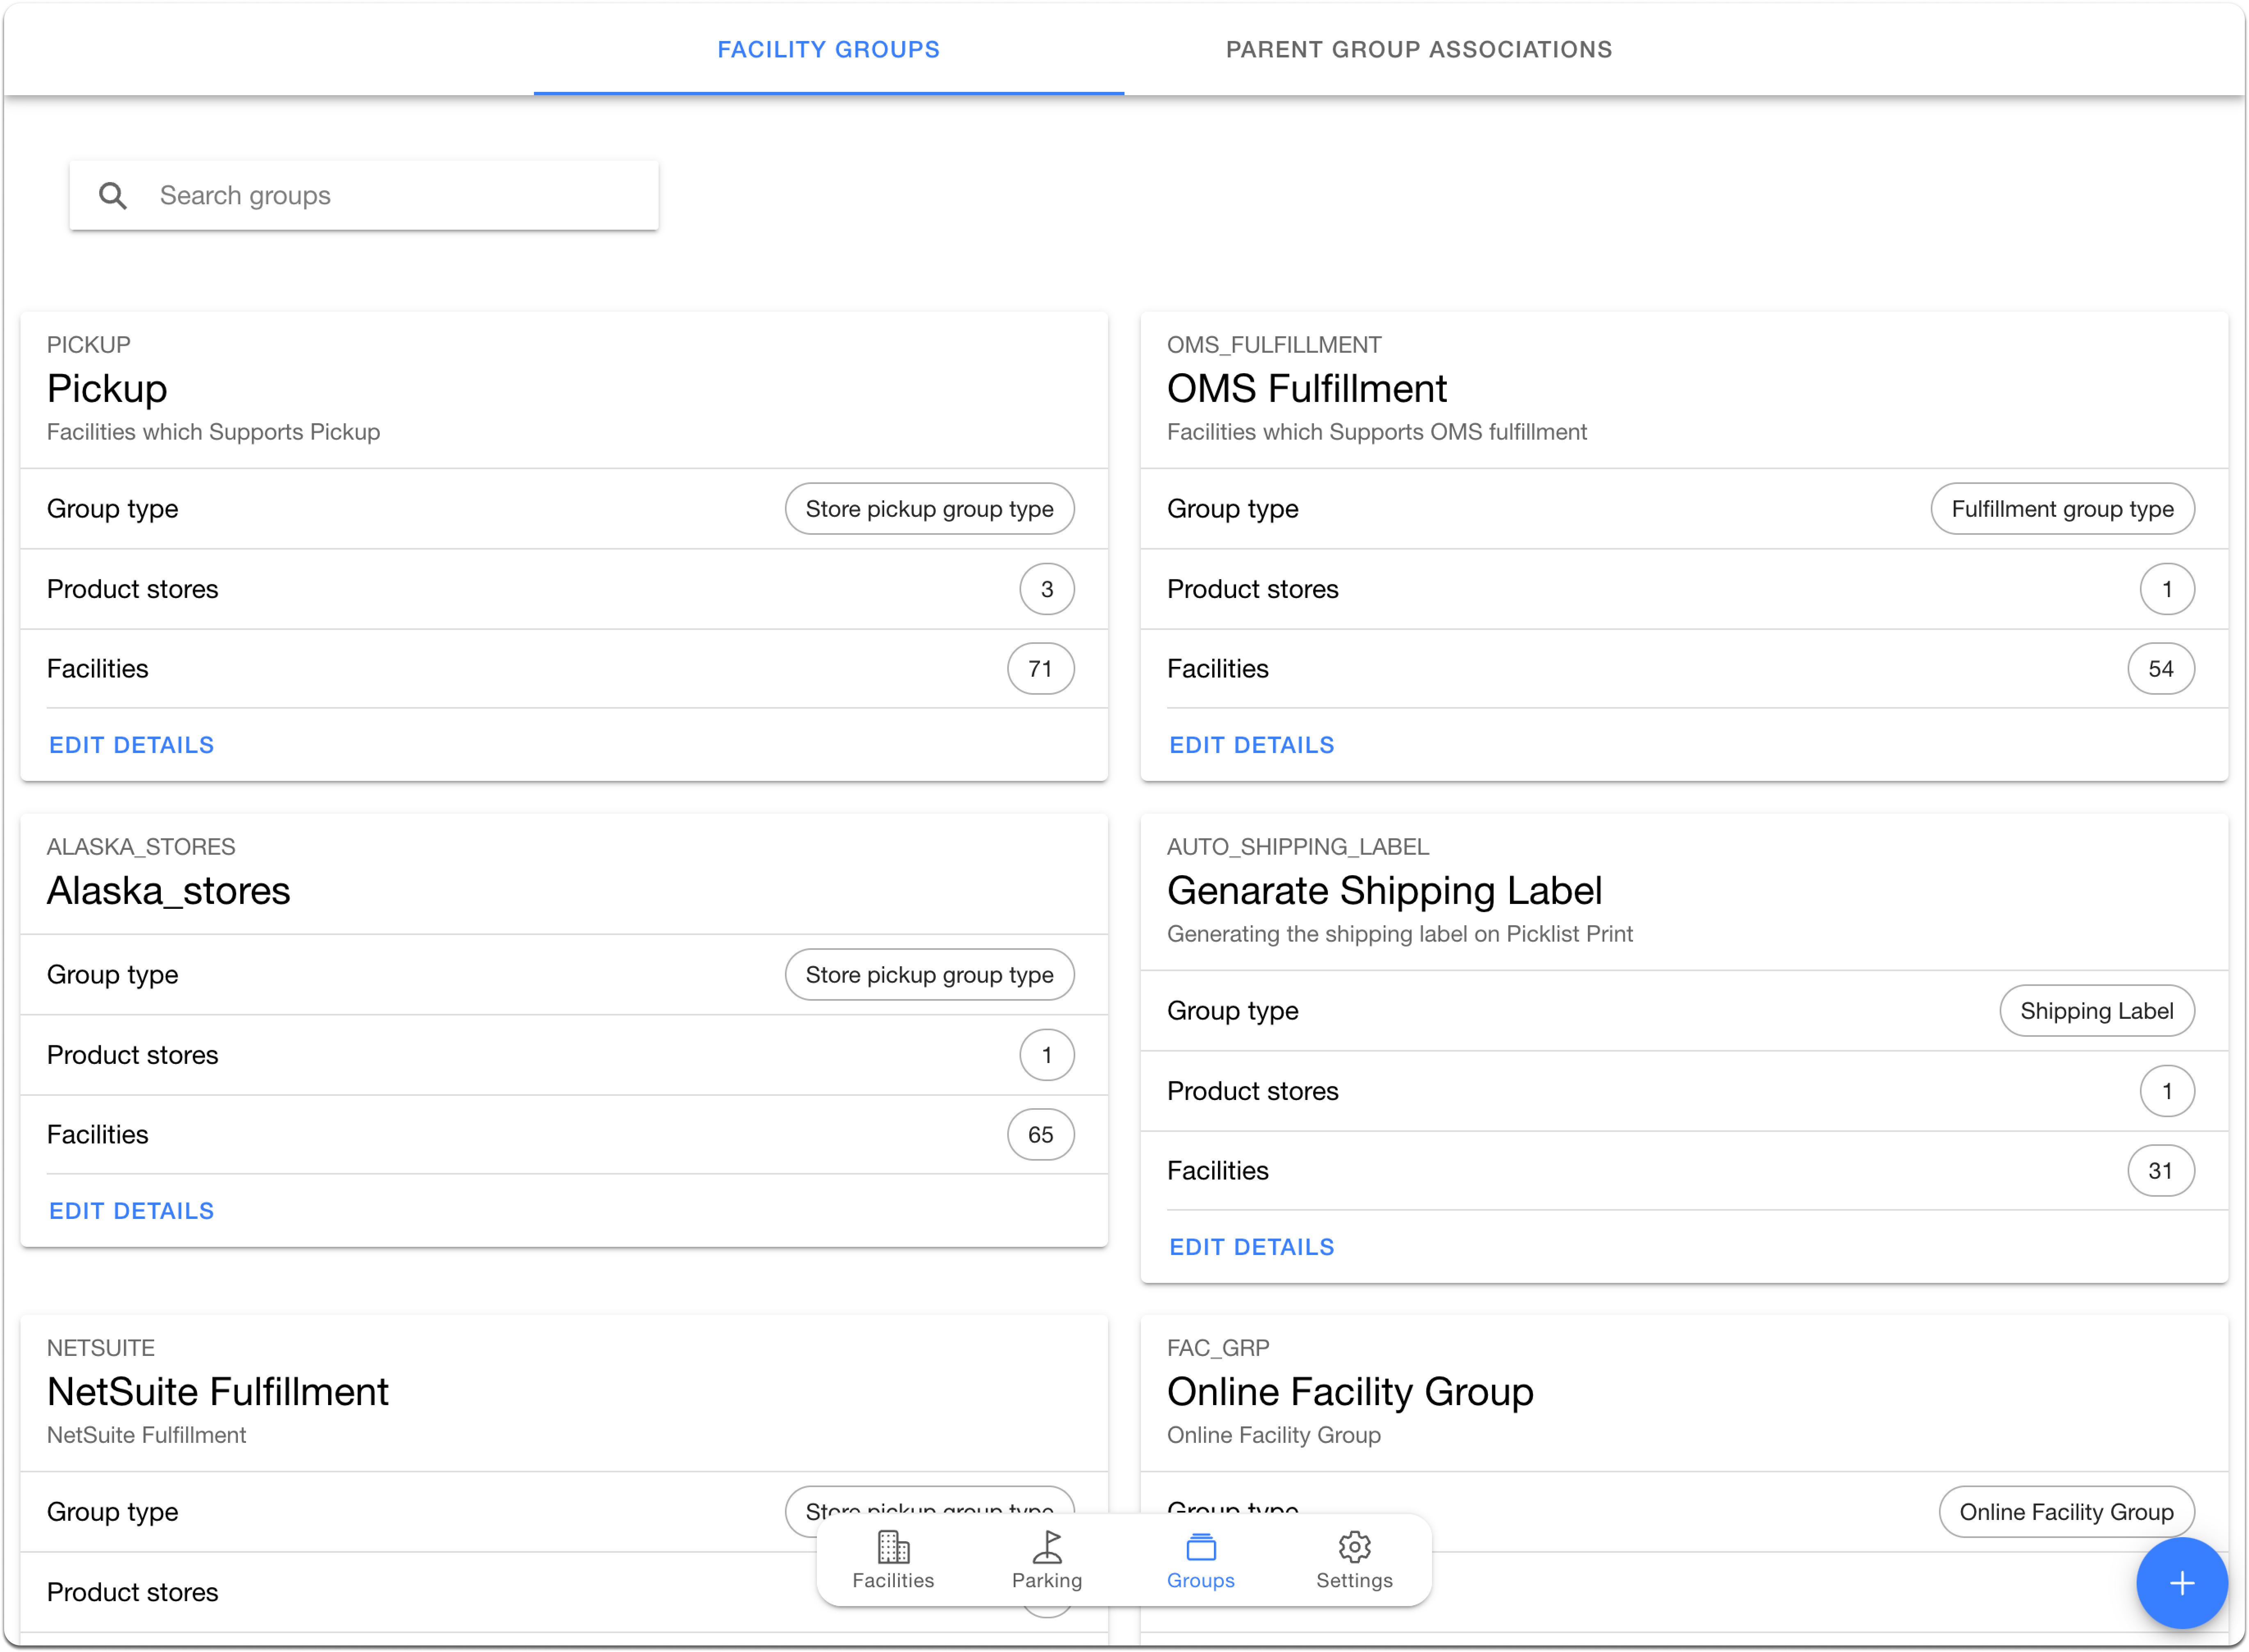 FACILITY GROUPS
PARENT GROUP ASSOCIATIONS
Search groups
PICKUP
Pickup
Facilities which Supports Pickup
Group type
Store pickup group type
Product stores
3
Facilities
71
EDIT DETAILS
OMS_FULFILLMENT
OMS Fulfillment
Facilities which Supports OMS fulfillment
Group type
Fulfillment group type
Product stores
1
Facilities
54
EDIT DETAILS
ALASKA_STORES
Alaska_stores
Group type
Store pickup group type
Product stores
1
Facilities
65
EDIT DETAILS
AUTO_SHIPPING_LABEL
Genarate Shipping Label
Generating the shipping label on Picklist Print
Group type
Shipping Label
Product stores
1
Facilities
31
EDIT DETAILS
NETSUITE
NetSuite Fulfillment
NetSuite Fulfillment
Group type
Store pickup group type
Product stores
FAC_GRP
Online Facility Group
Online Facility Group
Group type
Online Facility Group
Facilities
Parking
Groups
Settings